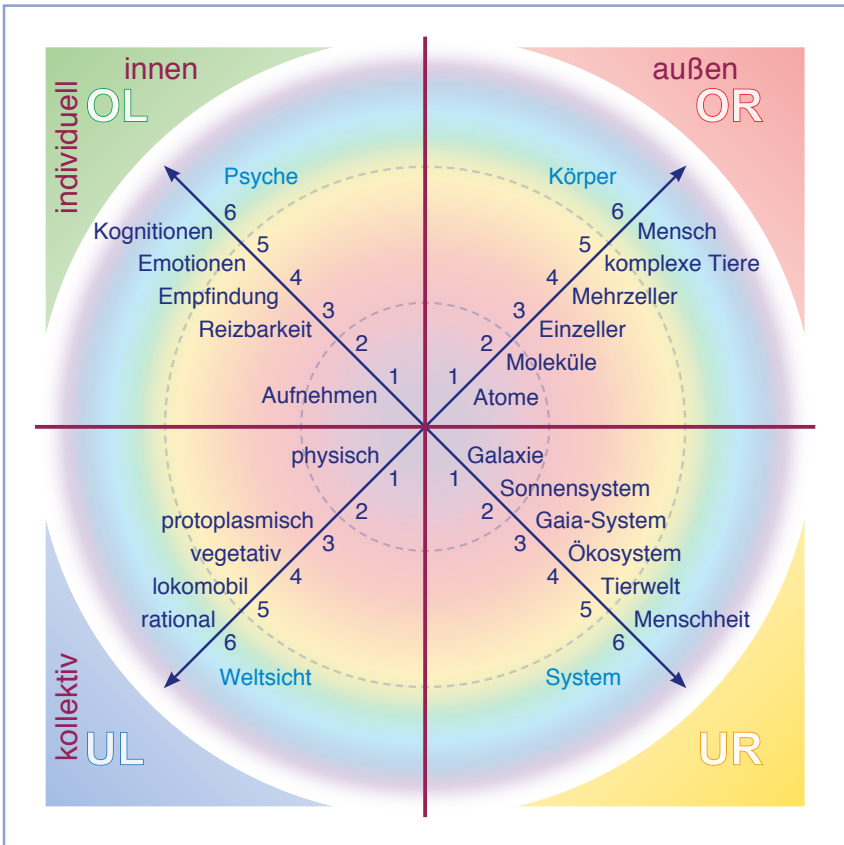 innen
außen
individuell
OL
OR
Psyche
Körper
6
6
Kognitionen
Mensch
5
5
Emotionen
komplexe Tiere
4
4
Empfindung
Mehrzeller
3
3
Reizbarkeit
Einzeller
2
2
Moleküle
1
1
Aufnehmen
Atome
physisch
Galaxie
1
1
Sonnensystem
2
2
protoplasmisch
Gaia-System
3
3
vegetativ
Ökosystem
4
4
lokomobil
Tierwelt
5
5
rational
Menschheit
6
6
Weltsicht
System
kollektiv
UL
UR